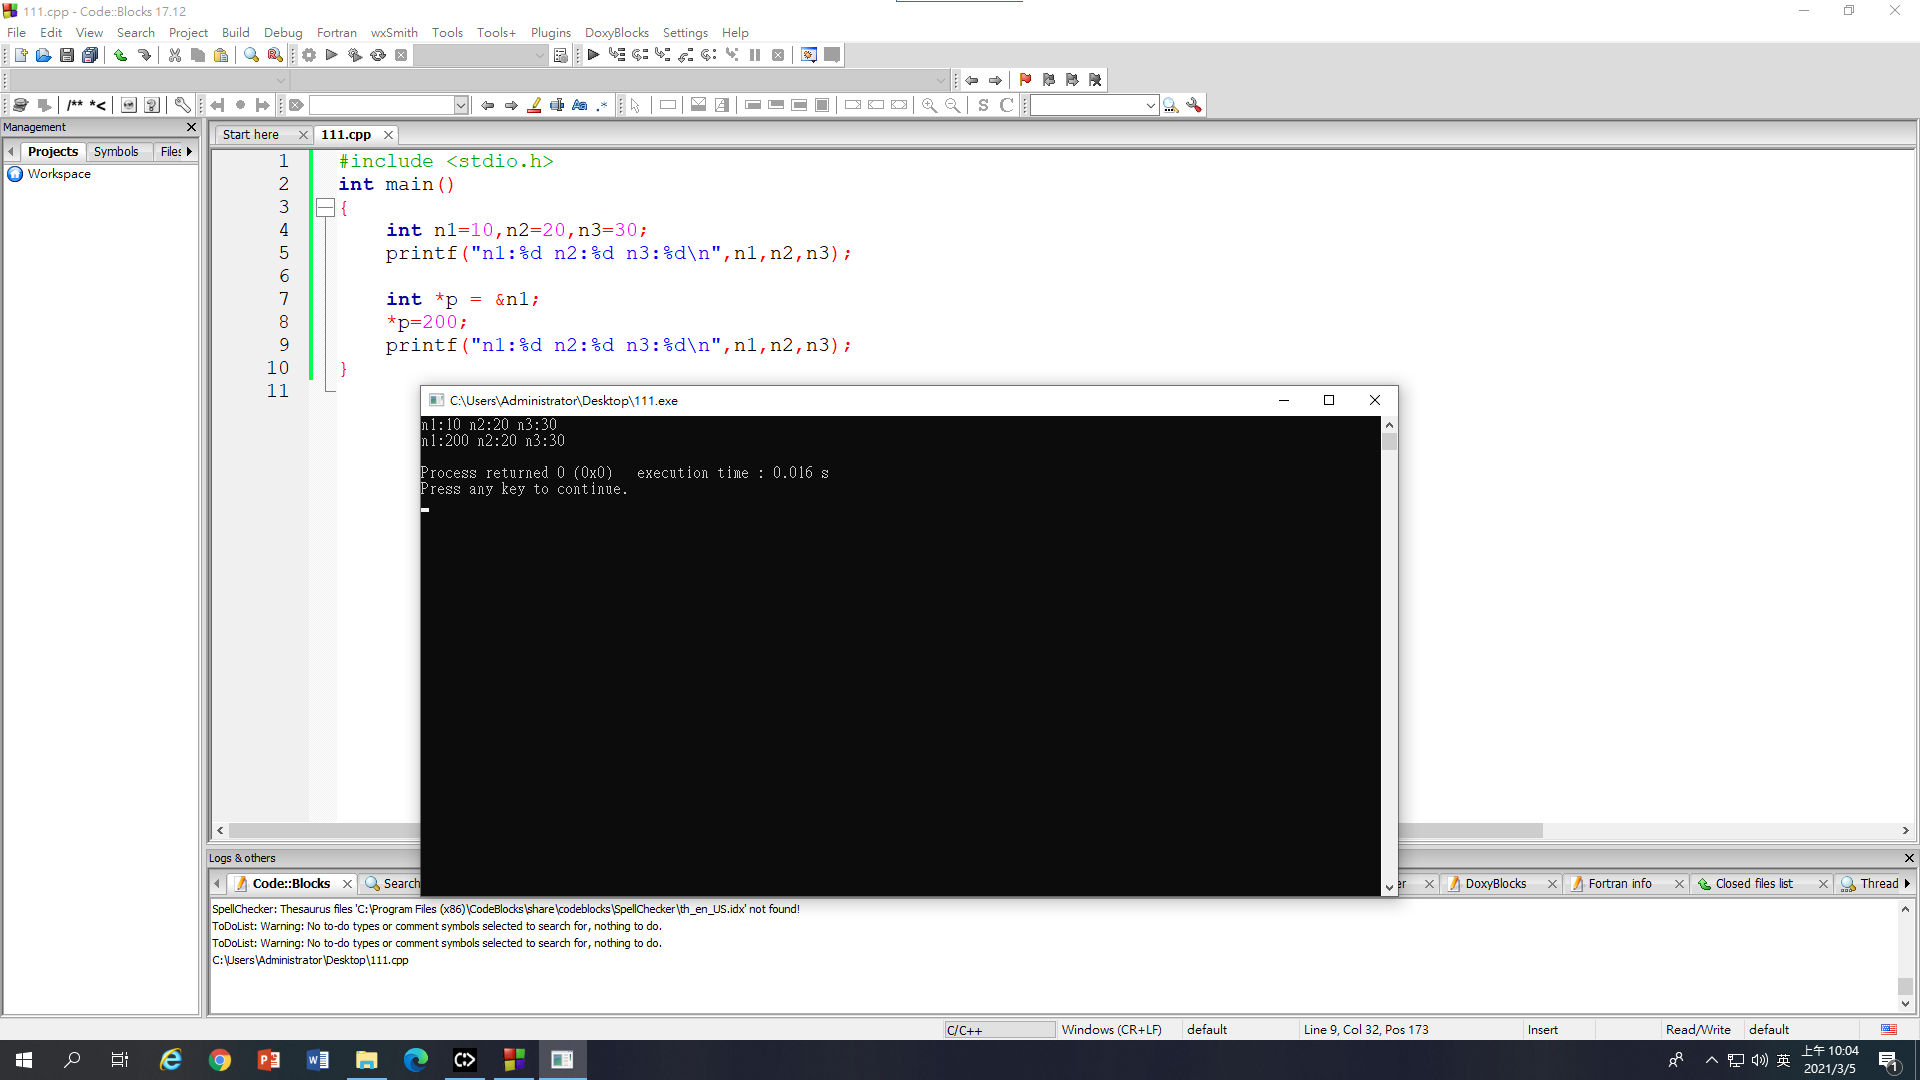 111.cpp - Code::Blocks 17.12
File Edit View Search Project Build Debug Fortran wxSmith Tools Tools+ Plugins DoxyBlocks Settings Help
/** *<
S C
Management
Projects Symbols Files
Workspace
Start here 111.cpp
1 #include <stdio.h>
2 int main()
3 {
4 int n1=10,n2=20,n3=30;
5 printf("n1:%d n2:%d n3:%d\n",n1,n2,n3);
6
7 int *p = &n1;
8 *p=200;
9 printf("n1:%d n2:%d n3:%d\n",n1,n2,n3);
10 }
11
C:\Users\Administrator\Desktop\111.exe
n1:10 n2:20 n3:30
n1:200 n2:20 n3:30
Process returned 0 (0x0) execution time : 0.016 s
Press any key to continue.
Logs & others
Code::Blocks Search er DoxyBlocks Fortran info Closed files list Thread
SpellChecker: Thesaurus files 'C:\Program Files (x86)\CodeBlocks\share\codeblocks\SpellChecker\th_en_US.idx' not found!
ToDoList: Warning: No to-do types or comment symbols selected to search for, nothing to do.
ToDoList: Warning: No to-do types or comment symbols selected to search for, nothing to do.
C:\Users\Administrator\Desktop\111.cpp
C/C++ Windows (CR+LF) default Line 9, Col 32, Pos 173 Insert Read/Write default
英 上午 10:04
2021/3/5
1